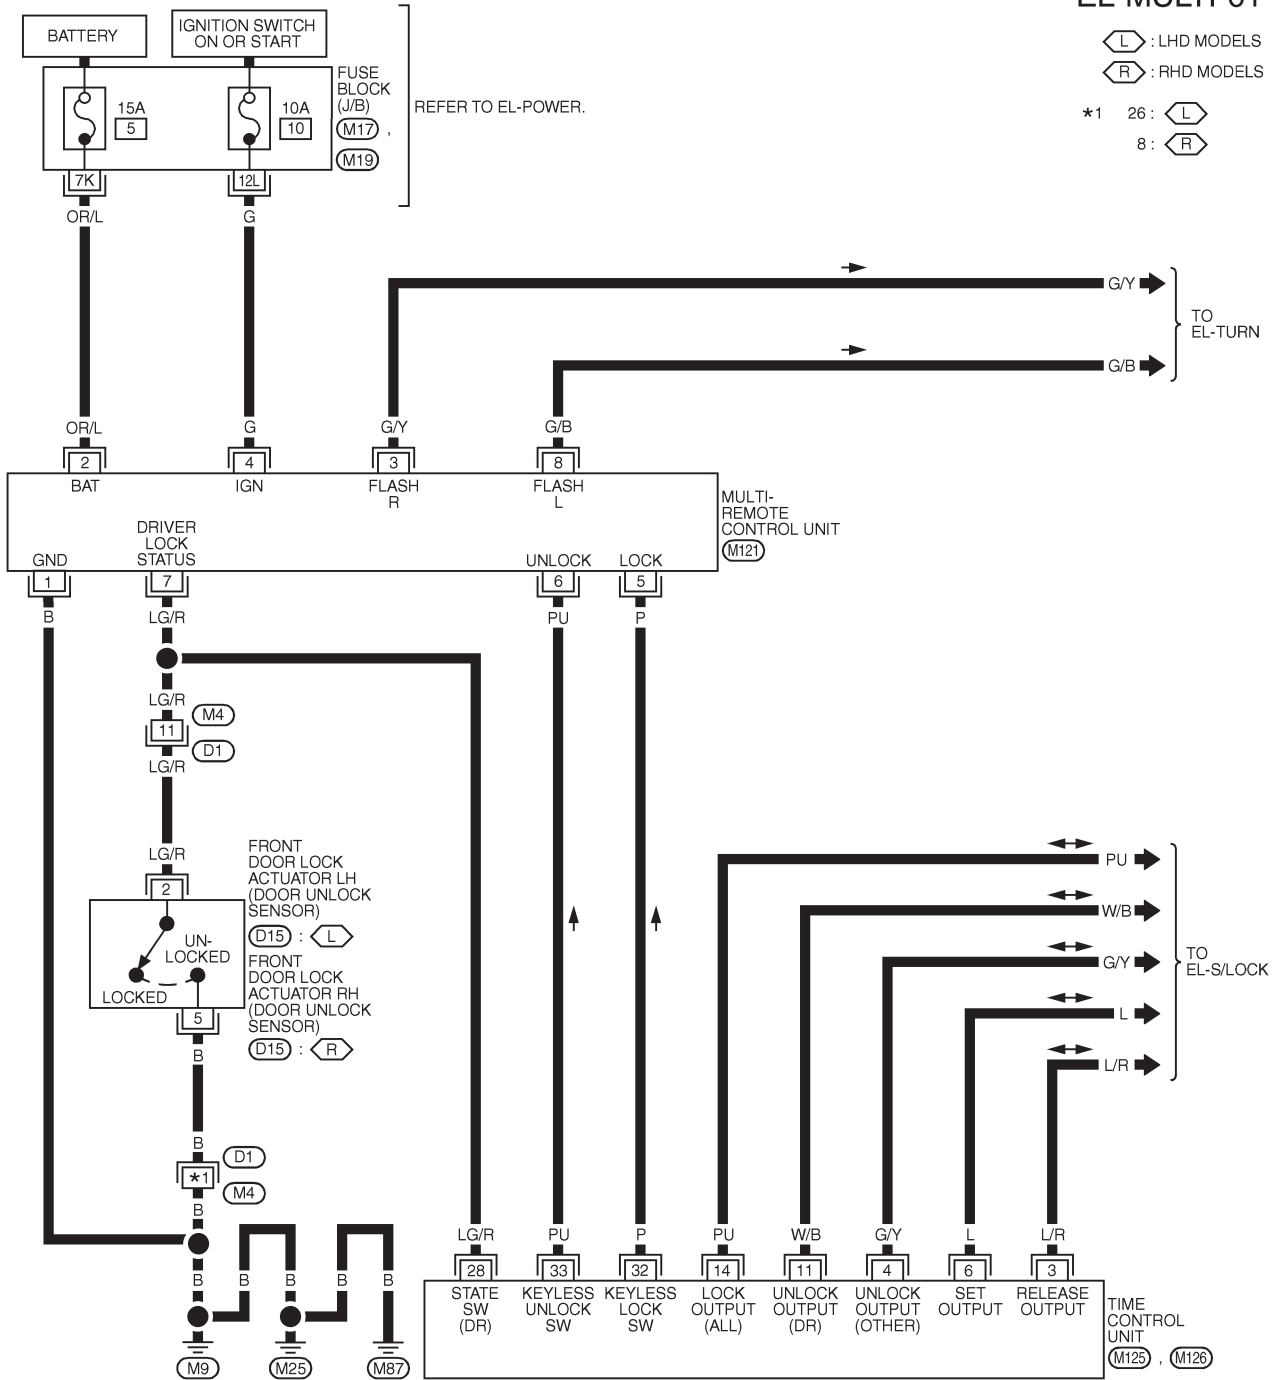 BATTERY
IGNITION SWITCH
ON OR START
L : LHD MODELS
R : RHD MODELS
*1 26 : L
8 : R
FUSE
BLOCK
(J/B)
M17 ,
M19
15A
5
10A
10
REFER TO EL-POWER.
7K
12L
OR/L
G
G/Y
G/B
TO
EL-TURN
OR/L
G
G/Y
G/B
2
4
3
8
BAT
IGN
FLASH
R
FLASH
L
MULTI-
REMOTE
CONTROL UNIT
M121
DRIVER
LOCK
STATUS
GND
UNLOCK
LOCK
1
7
6
5
B
LG/R
PU
P
LG/R
M4
11
D1
LG/R
LG/R
2
FRONT
DOOR LOCK
ACTUATOR LH
(DOOR UNLOCK
SENSOR)
D15 : L
FRONT
DOOR LOCK
ACTUATOR RH
(DOOR UNLOCK
SENSOR)
D15 : R
UN-
LOCKED
LOCKED
5
B
B
D1
*1
M4
B
B
B
B
B
B
M9
M25
M87
PU
W/B
G/Y
L
L/R
TO
EL-S/LOCK
LG/R
PU
P
PU
W/B
G/Y
L
L/R
28
33
32
14
11
4
6
3
STATE
SW
(DR)
KEYLESS
UNLOCK
SW
KEYLESS
LOCK
SW
LOCK
OUTPUT
(ALL)
UNLOCK
OUTPUT
(DR)
UNLOCK
OUTPUT
(OTHER)
SET
OUTPUT
RELEASE
OUTPUT
TIME
CONTROL
UNIT
M125 , M126